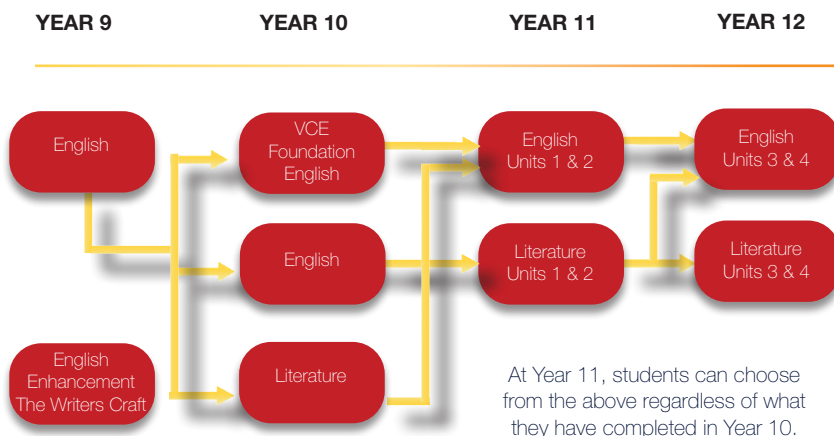 YEAR 9
YEAR 10
YEAR 11
YEAR 12
English
VCE
Foundation
English
English
Units 1 & 2
English
Units 3 & 4
English
Literature
Units 1 & 2
Literature
Units 3 & 4
English
Enhancement
The Writers Craft
Literature
At Year 11, students can choose
from the above regardless of what
they have completed in Year 10.